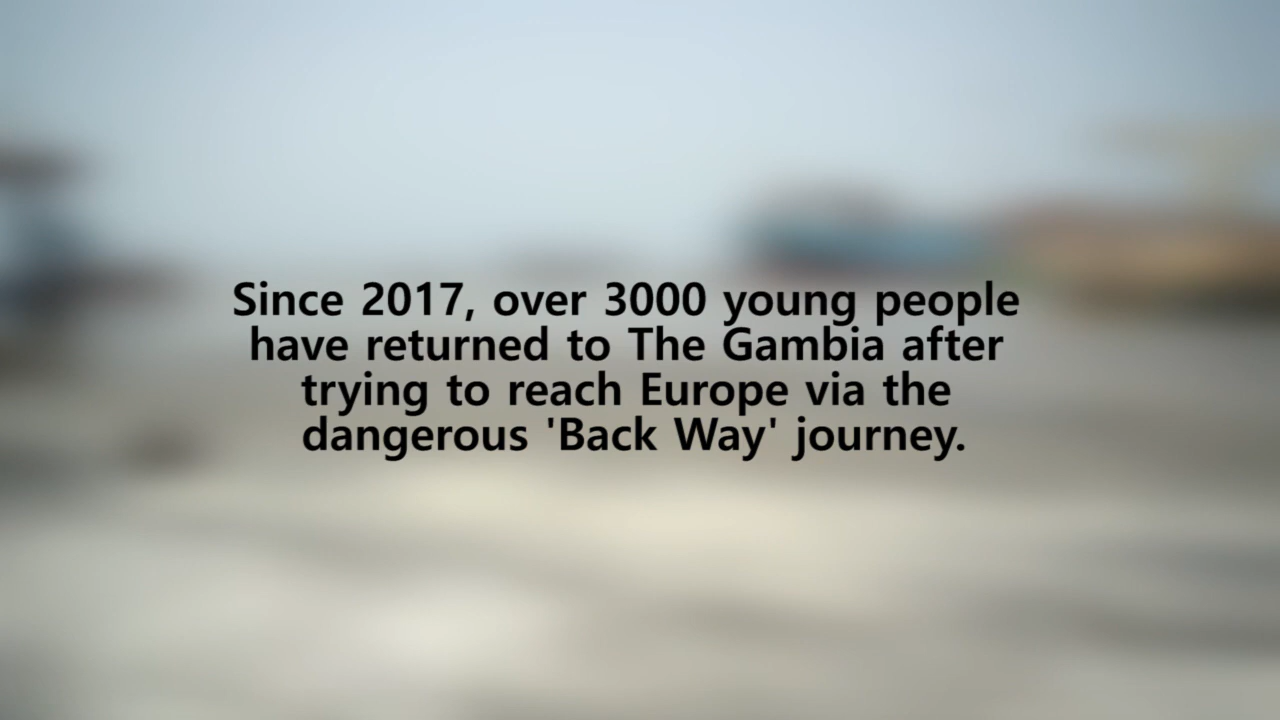 Since 2017, over 3000 young people
have returned to The Gambia after
trying to reach Europe via the
dangerous 'Back Way' journey.